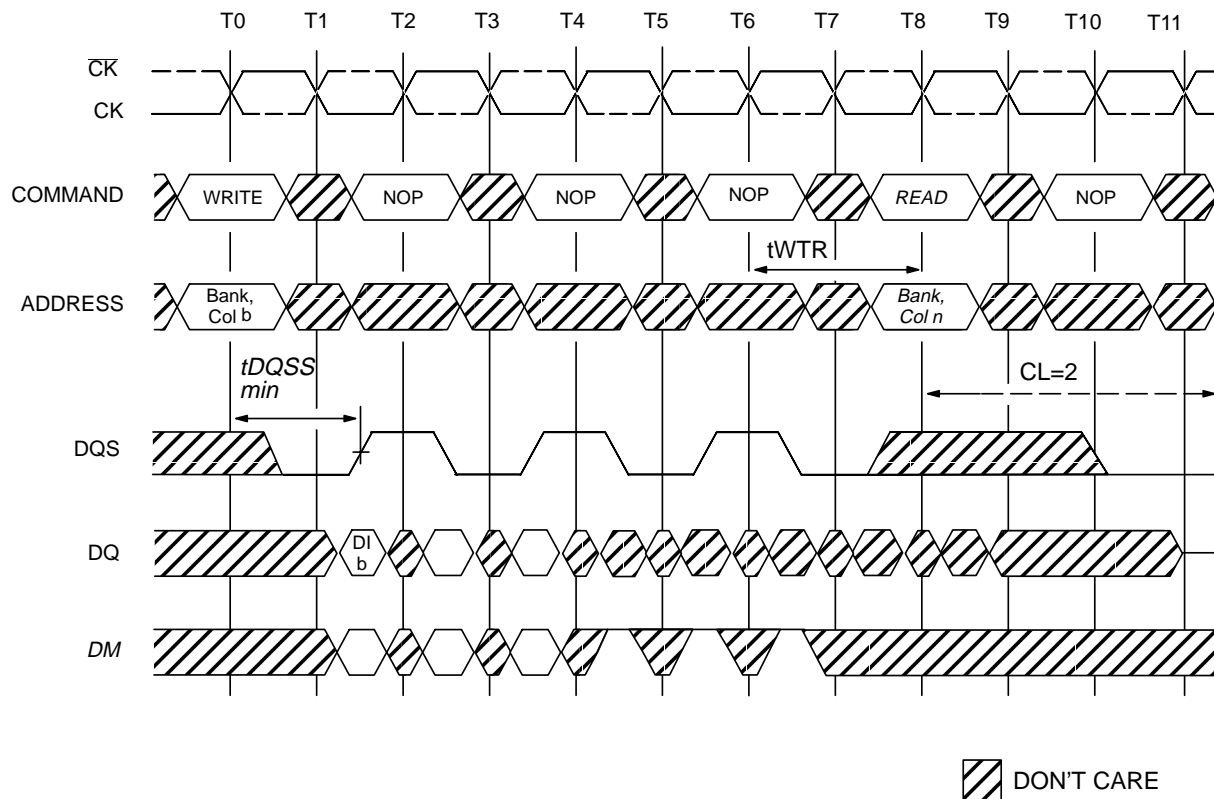 T0 T1 T2 T3 T4 T5 T6 T7 T8 T9 T10 T11
CK
CK
COMMAND WRITE NOP NOP NOP READ NOP
tWTR
ADDRESS Bank, Col b Bank, Col n
tDQSS
min
CL=2
DQS
DQ DI b
DM
DON'T CARE